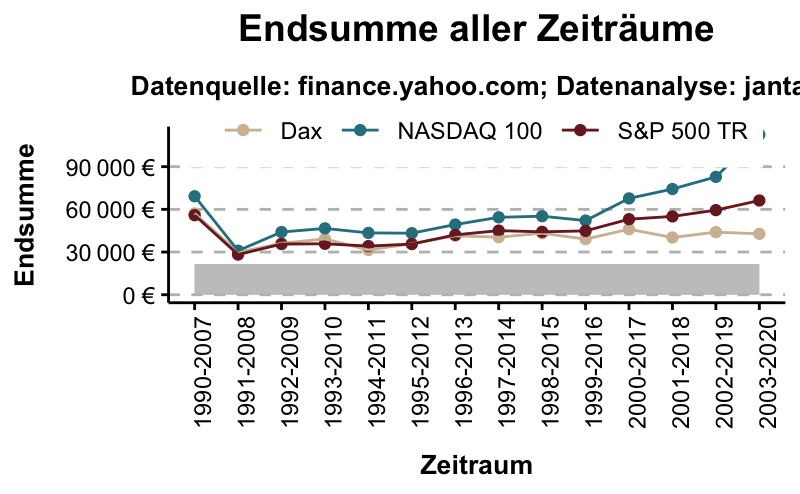 Endsumme aller Zeiträume
Datenquelle: finance.yahoo.com; Datenanalyse:
Dax NASDAQ 100 S&P 500 TR
Endsumme
90 000 €
60 000 €
30 000 €
0 €
1990-2007
1991-2008
1992-2009
1993-2010
1994-2011
1995-2012
1996-2013
1997-2014
1998-2015
1999-2016
2000-2017
2001-2018
2002-2019
2003-2020
Zeitraum